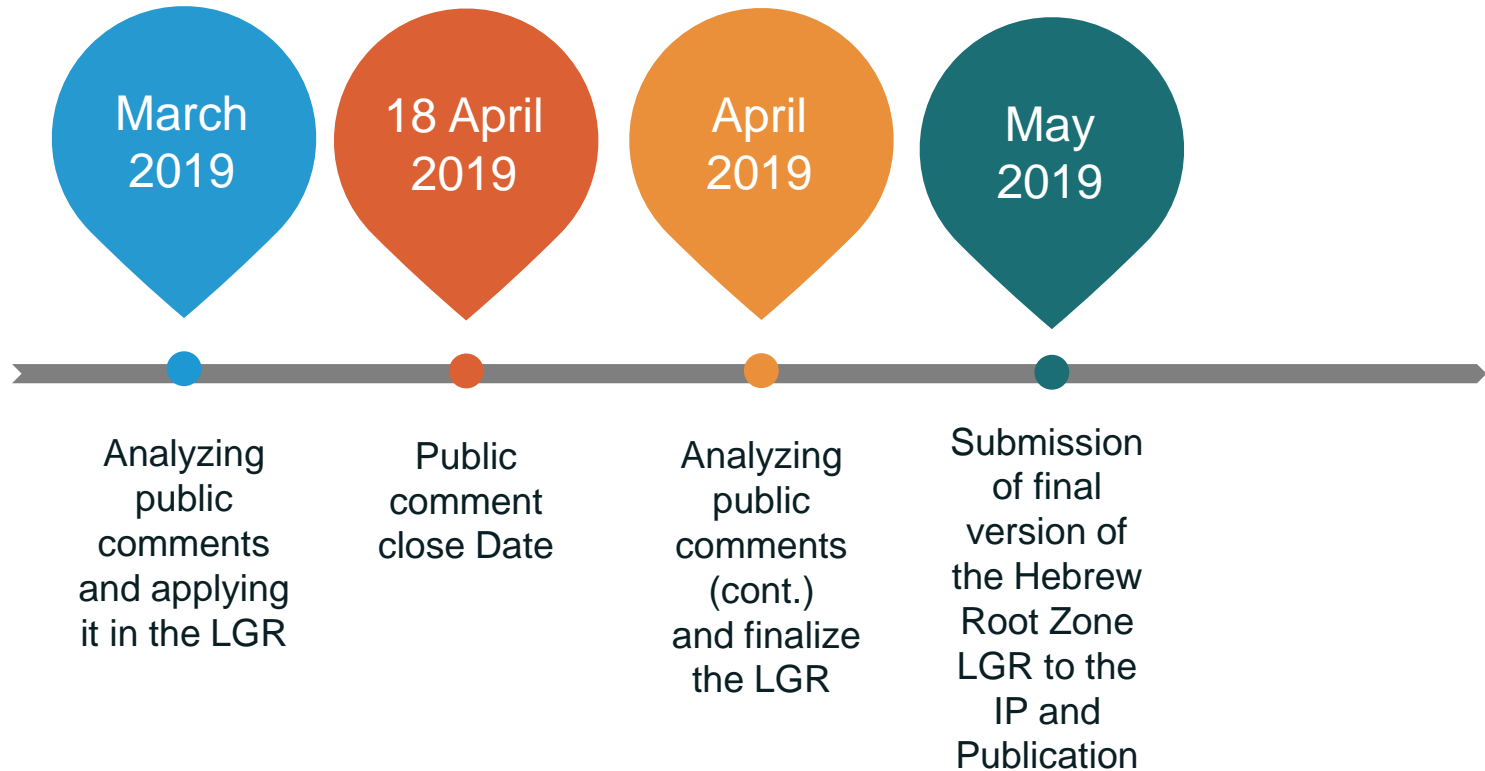 March
2019
18 April
2019
April
2019
May
2019
Analyzing
public
comments
and applying
it in the LGR
Public
comment
close Date
Analyzing
public
comments
(cont.)
and finalize
the LGR
Submission
of final
version of
the Hebrew
Root Zone
LGR to the
IP and
Publication